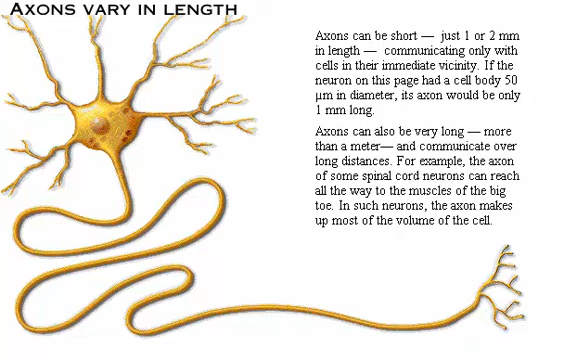 AXONS VARY IN LENGTH
Axons can be short — just 1 or 2 mm
in length — communicating only with
cells in their immediate vicinity. If the
neuron on this page had a cell body 50
µm in diameter, its axon would be only
1 mm long.
Axons can also be very long — more
than a meter— and communicate over
long distances. For example, the axon
of some spinal cord neurons can reach
all the way to the muscles of the big
toe. In such neurons, the axon makes
up most of the volume of the cell.